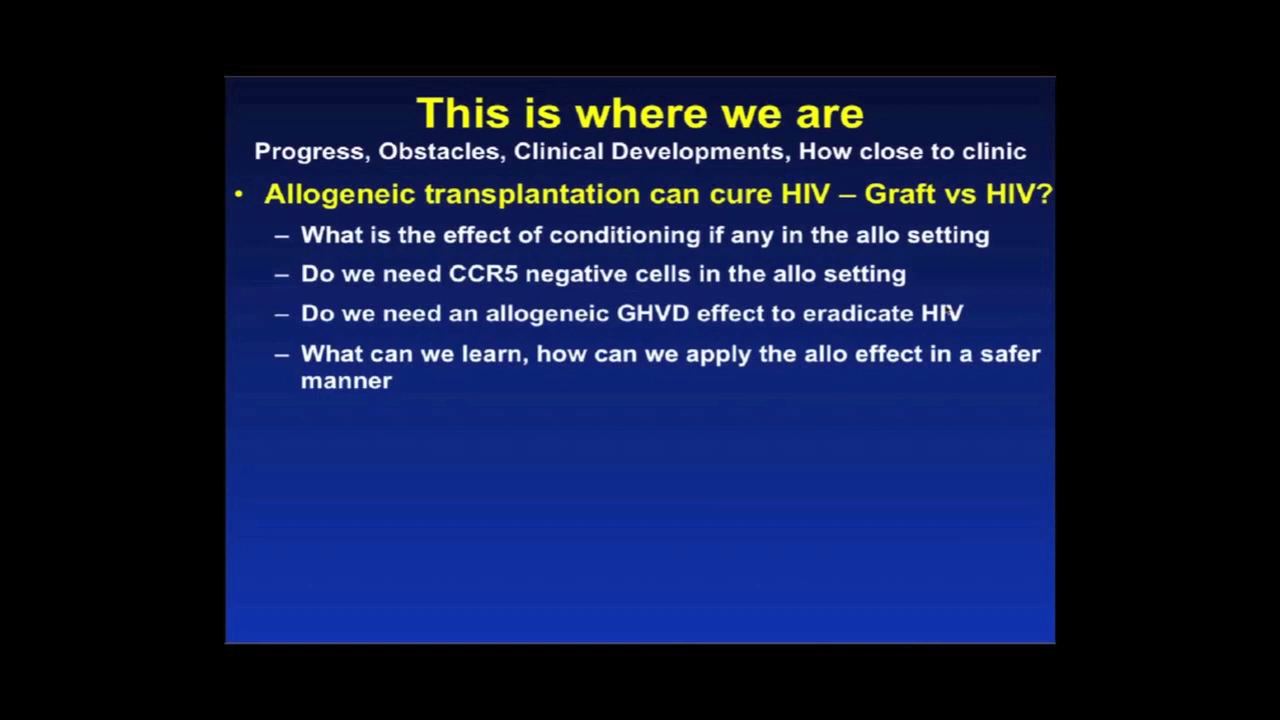 This is where we are
Progress, Obstacles, Clinical Developments, How close to clinic
• Allogeneic transplantation can cure HIV – Graft vs HIV?
– What is the effect of conditioning if any in the allo setting
– Do we need CCR5 negative cells in the allo setting
– Do we need an allogeneic GHVD effect to eradicate HIV
– What can we learn, how can we apply the allo effect in a safer
manner